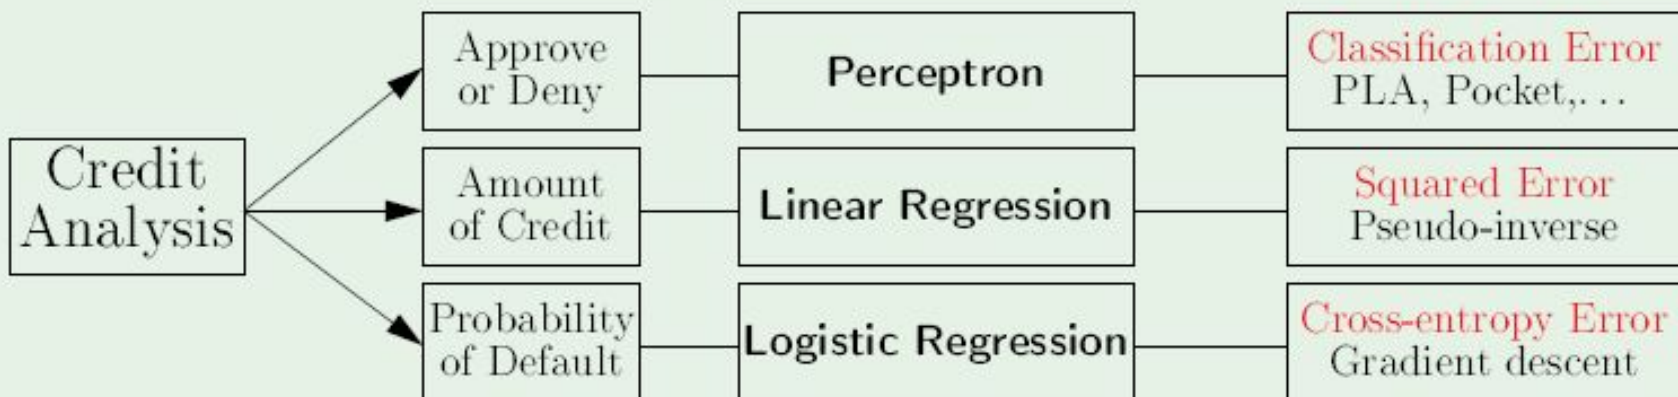 Credit
Analysis
Approve
or Deny
Perceptron
Classification Error
PLA, Pocket,...
Amount
of Credit
Linear Regression
Squared Error
Pseudo-inverse
Probability
of Default
Logistic Regression
Cross-entropy Error
Gradient descent